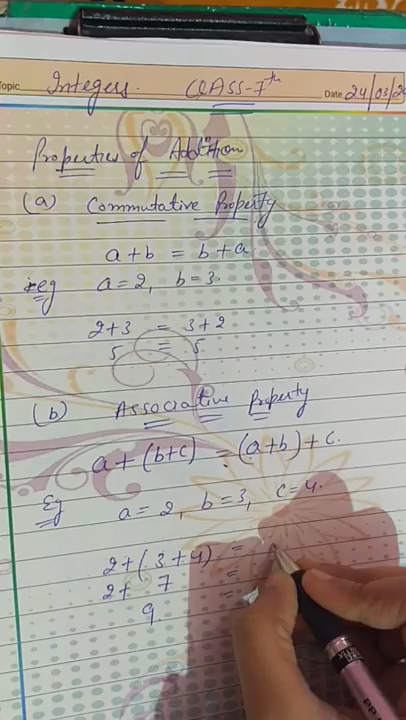 Topic Integers. CLASS-7th Date 24/03/2
Properties of Addition
(a) Commutative Property
a+b = b+a
eg a=2, b=3.
2+3 = 3+2
5 = 5
(b) Associative Property
a+(b+c) = (a+b)+c.
Eg a=2, b=3, c=4.
2+(3+4) =
2+ 7 =
9. =